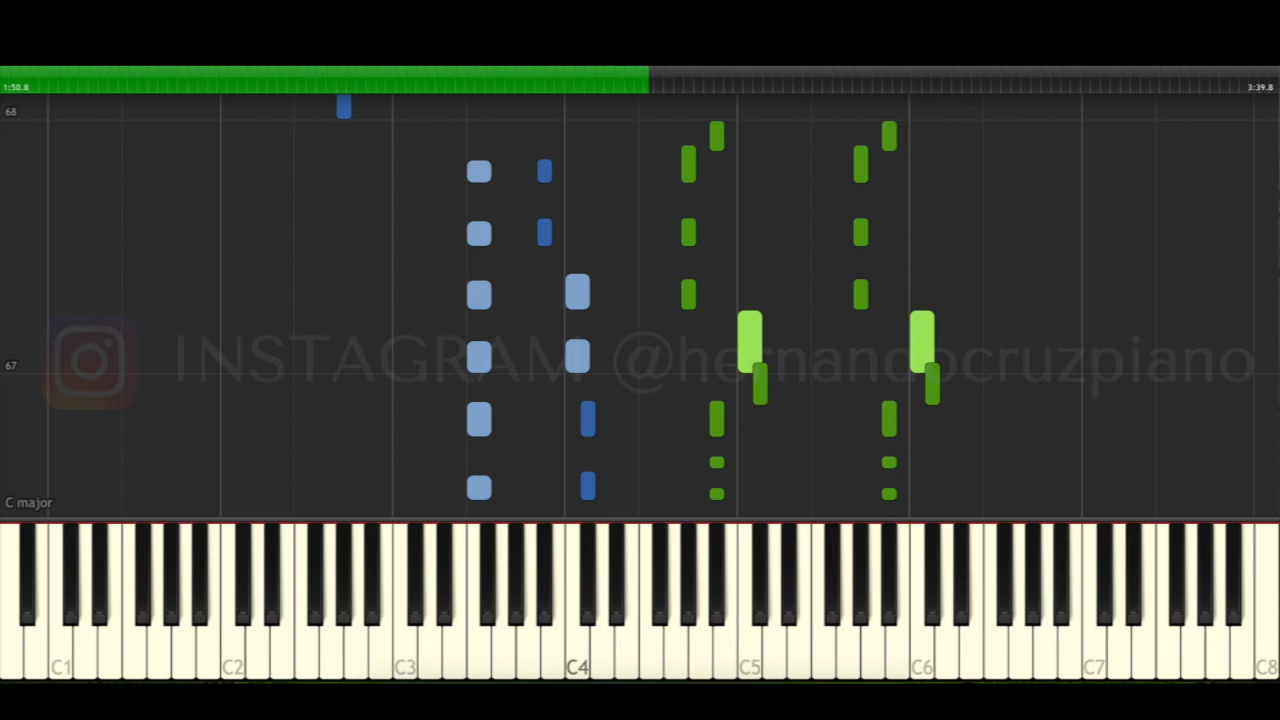 1:50.8
3:39.8
68
INSTAGRAM @hernandocruzpiano
67
C major
C1 C2 C3 C4 C5 C6 C7 C8